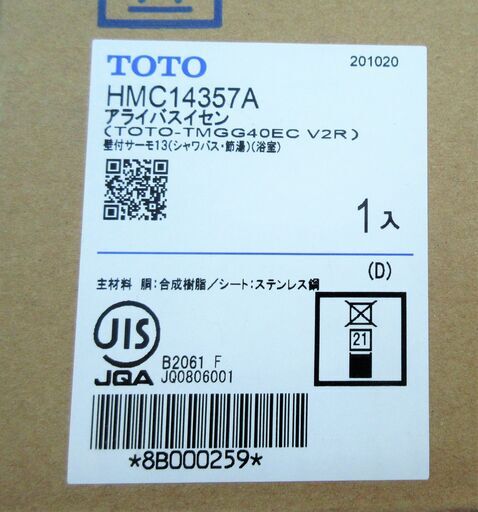 TOTO
201020
HMC14357A
アライバスイセン
(TOTO-TMGG40EC V2R)
壁付サーモ13(シャワバス・節湯)(浴室)
1入
(D)
主材料 胴:合成樹脂/シート:ステンレス鋼
JIS
JQA
B2061 F
JQ0806001
21
*8B000259*